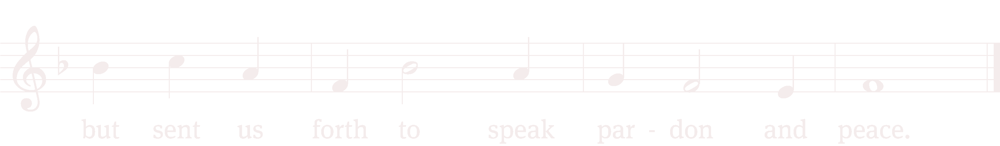 but sent us forth to speak par - don and peace.